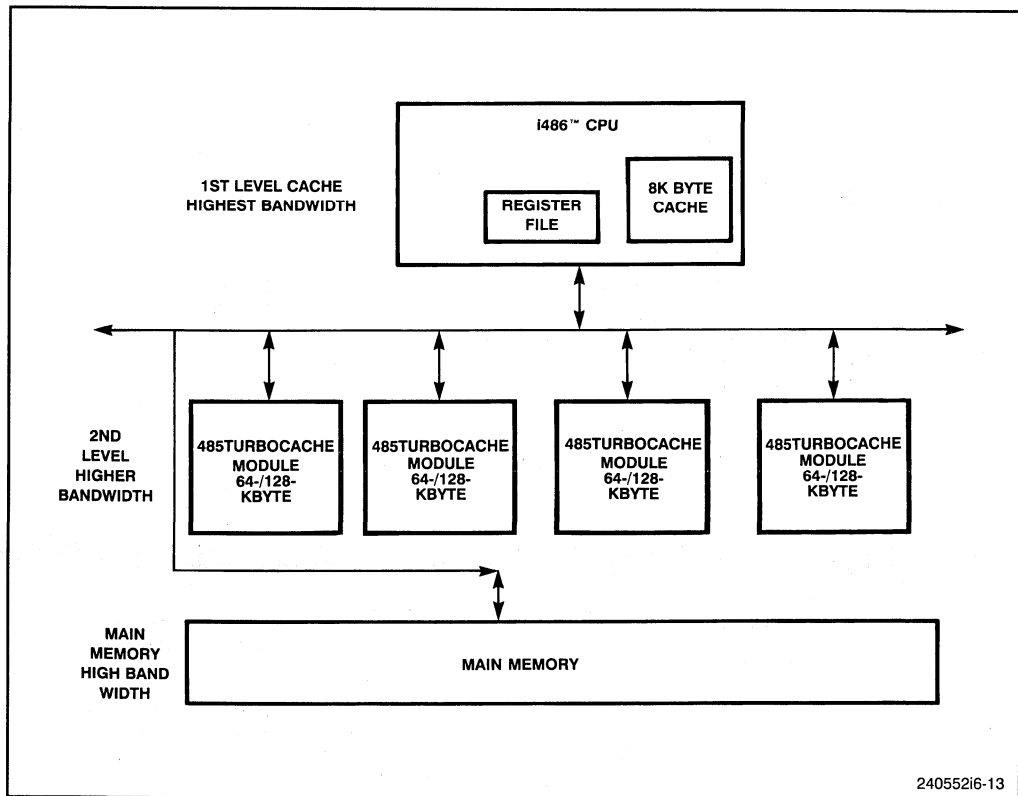 i486™ CPU
1ST LEVEL CACHE
HIGHEST BANDWIDTH
REGISTER
FILE
8K BYTE
CACHE
2ND
LEVEL
HIGHER
BANDWIDTH
485TURBOCACHE
MODULE
64-/128-
KBYTE
485TURBOCACHE
MODULE
64-/128-
KBYTE
485TURBOCACHE
MODULE
64-/128-
KBYTE
485TURBOCACHE
MODULE
64-/128-
KBYTE
MAIN
MEMORY
HIGH BAND
WIDTH
MAIN MEMORY
240552i6-13